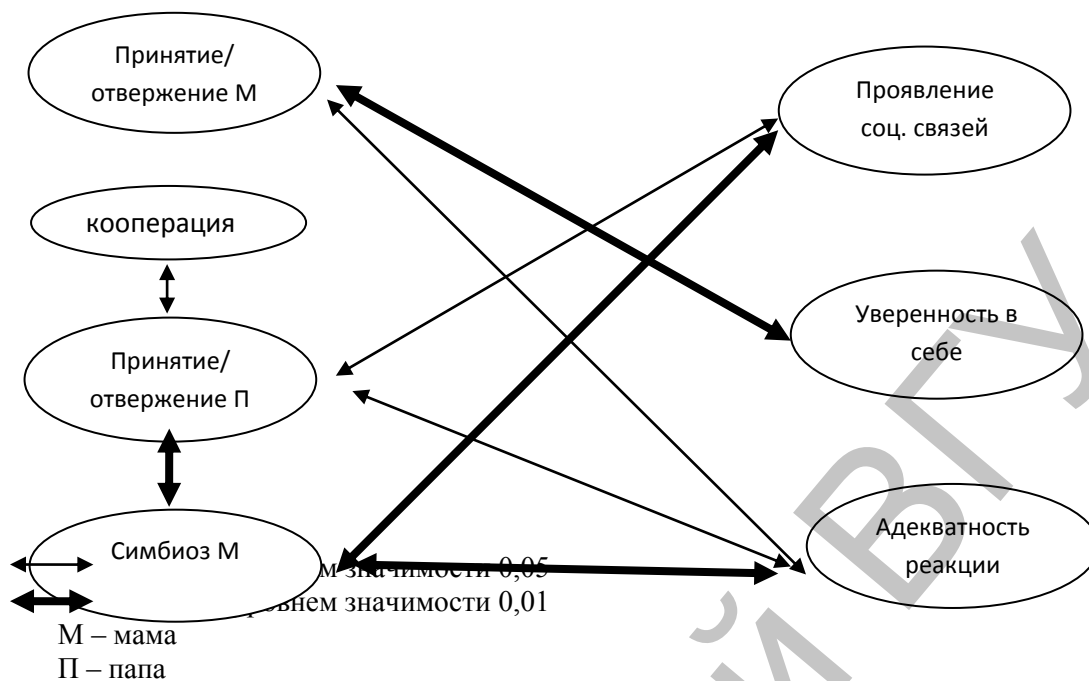 Принятие/
отвержение М
Проявление
соц. связей
кооперация
Уверенность в
себе
Принятие/
отвержение П
Адекватность
реакции
Симбиоз М
значимости 0,05
значимости 0,01
М – мама
П – папа
Й ВГУ